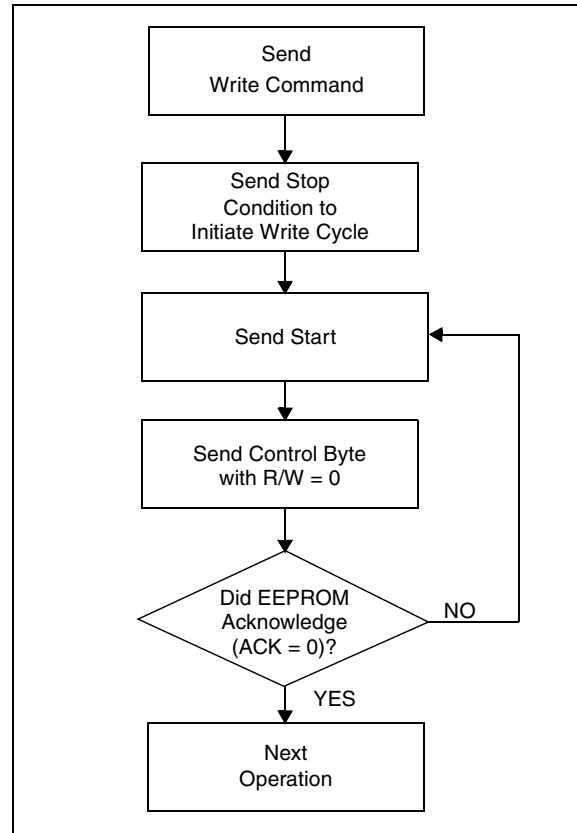 Send
Write Command
Send Stop
Condition to
Initiate Write Cycle
Send Start
Send Control Byte
with R/W = 0
Did EEPROM
Acknowledge
(ACK = 0)?
NO
YES
Next
Operation